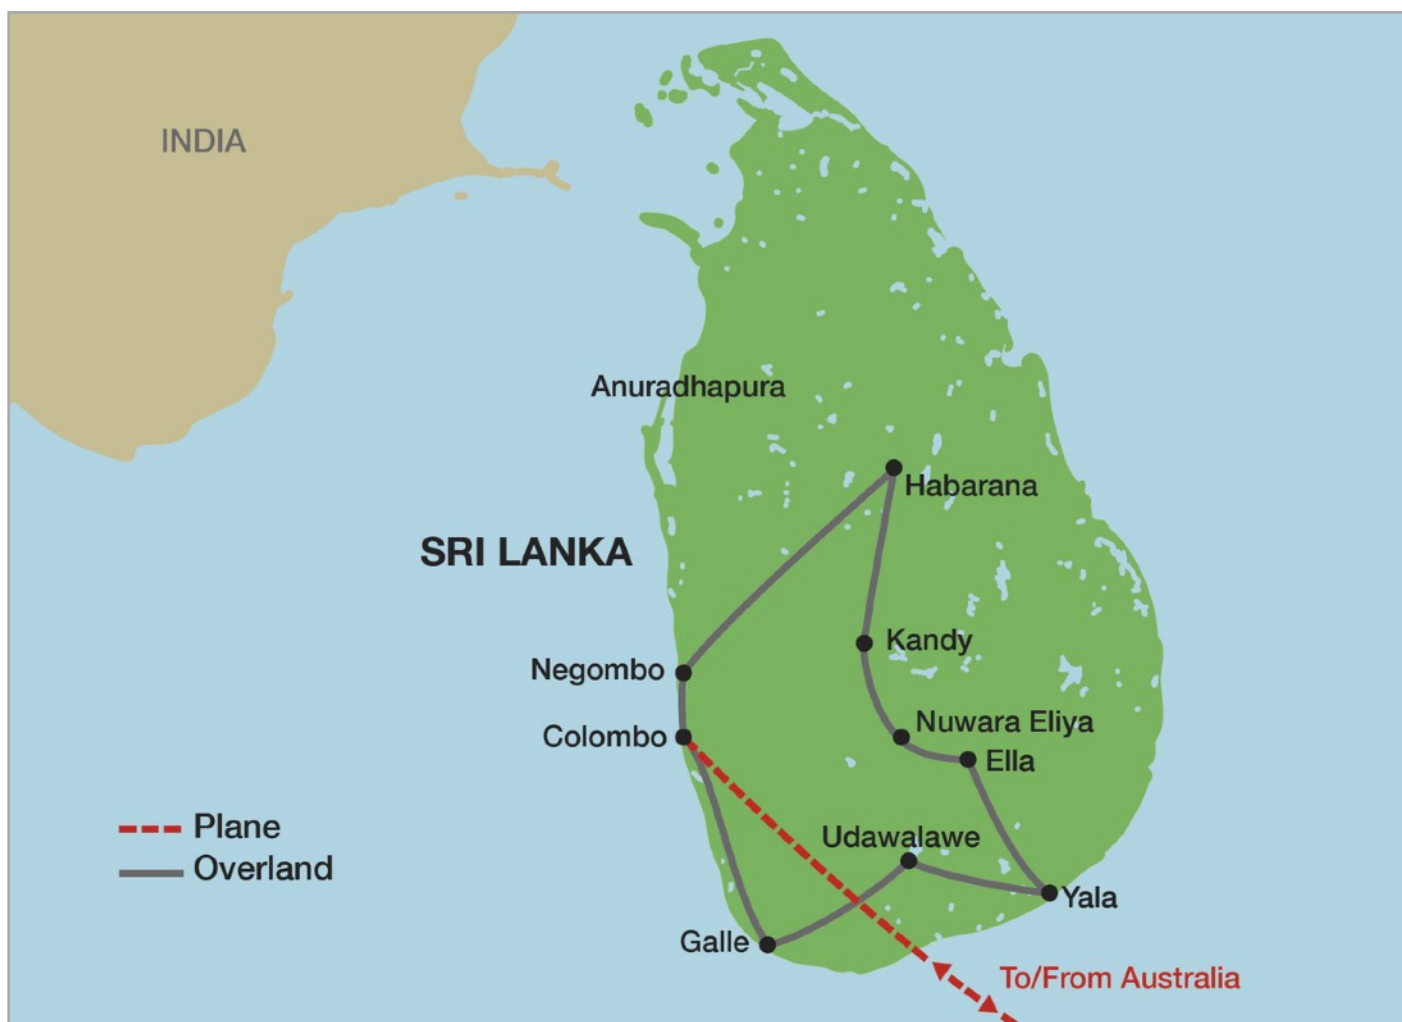 INDIA
Anuradhapura
Habarana
SRI LANKA
Kandy
Negombo
Nuwara Eliya
Colombo
Ella
Plane
Udawalawe
Overland
Yala
Galle
To/From Australia